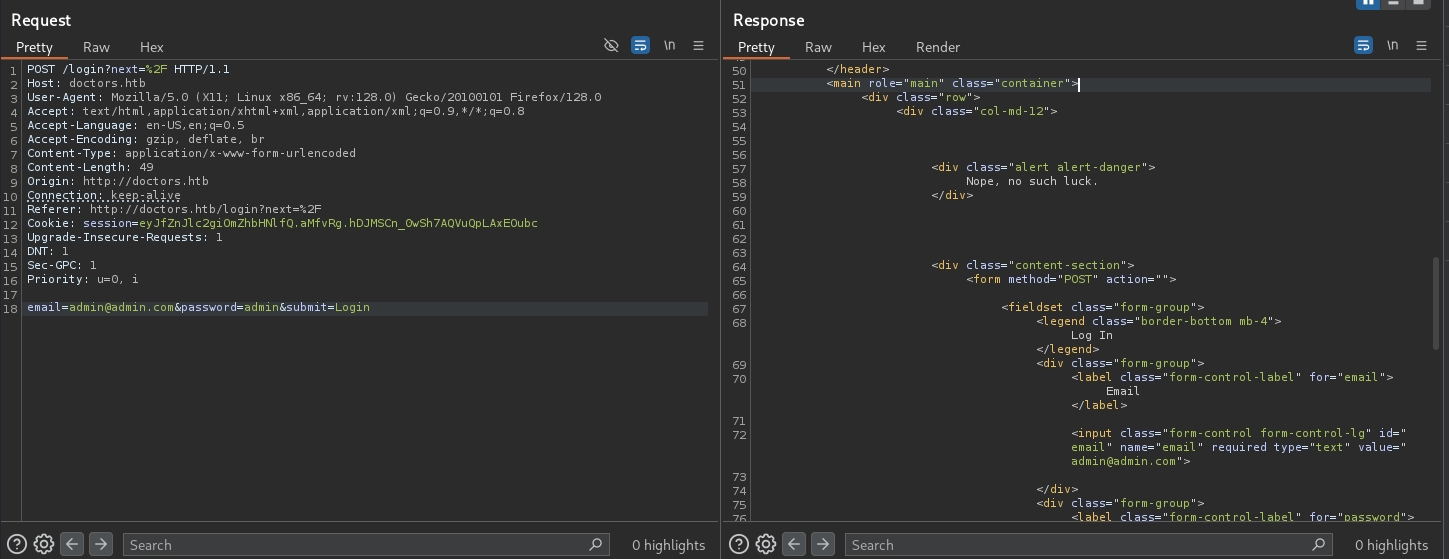 Request
Pretty Raw Hex
\n
1 POST /login?next=%2F HTTP/1.1
2 Host: doctors.htb
3 User-Agent: Mozilla/5.0 (X11; Linux x86_64; rv:128.0) Gecko/20100101 Firefox/128.0
4 Accept: text/html,application/xhtml+xml,application/xml;q=0.9,*/*;q=0.8
5 Accept-Language: en-US,en;q=0.5
6 Accept-Encoding: gzip, deflate, br
7 Content-Type: application/x-www-form-urlencoded
8 Content-Length: 49
9 Origin: http://doctors.htb
10 Connection: keep-alive
11 Referer: http://doctors.htb/login?next=%2F
12 Cookie: session=eyJfZnJlc2giOmZhbHNlfQ.aMfvRg.hDJMSCn_OwSh7AQVuQpLAxEOubc
13 Upgrade-Insecure-Requests: 1
14 DNT: 1
15 Sec-GPC: 1
16 Priority: u=0, i
17
18 email=admin@admin.com&password=admin&submit=Login
Search
0 highlights
Response
Pretty Raw Hex Render
\n
50 </header>
51 <main role="main" class="container">
52 <div class="row">
53 <div class="col-md-12">
54
55
56
57 <div class="alert alert-danger">
58 Nope, no such luck.
59 </div>
60
61
62
63
64 <div class="content-section">
65 <form method="POST" action="">
66
67 <fieldset class="form-group">
68 <legend class="border-bottom mb-4">
Log In
</legend>
69 <div class="form-group">
70 <label class="form-control-label" for="email">
Email
</label>
71
72 <input class="form-control form-control-lg" id="
email" name="email" required type="text" value="
admin@admin.com">
73
74 </div>
75 <div class="form-group">
76 <label class="form-control-label" for="password">
Search
0 highlights